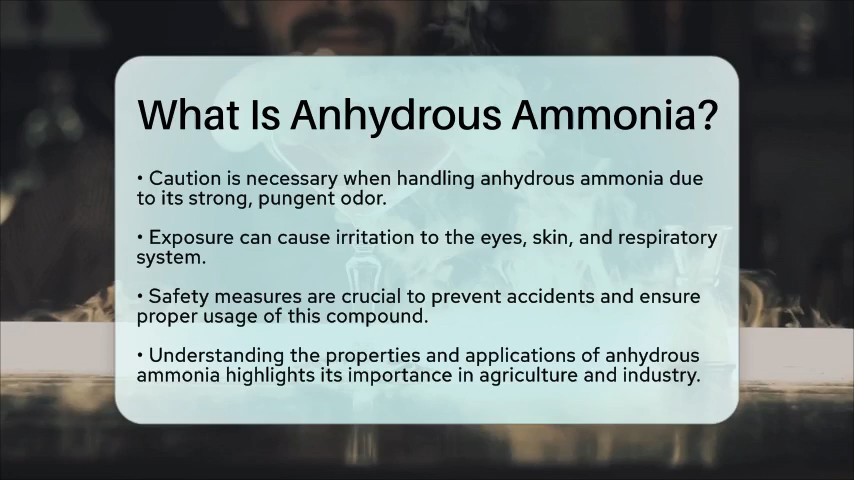 What Is Anhydrous Ammonia?
• Caution is necessary when handling anhydrous ammonia due
to its strong, pungent odor.
• Exposure can cause irritation to the eyes, skin, and respiratory
system.
• Safety measures are crucial to prevent accidents and ensure
proper usage of this compound.
• Understanding the properties and applications of anhydrous
ammonia highlights its importance in agriculture and industry.